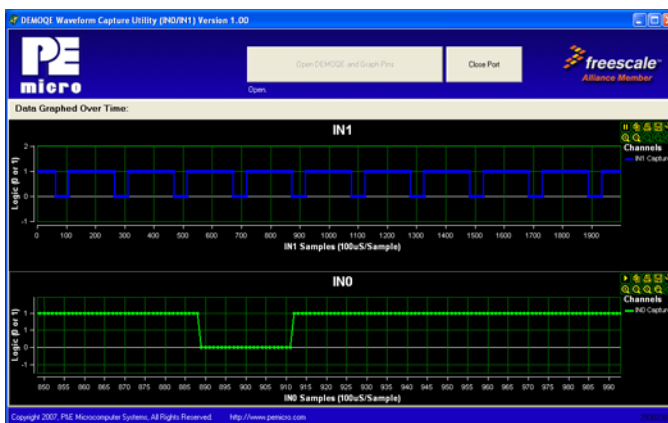 DEMOQE Waveform Capture Utility (IN0/IN1) Version 1.00
PE
micro
Open DEMOQE and Graph Pins
Close Port
Open.
freescale
Alliance Member
Data Graphed Over Time:
IN1
Channels
IN1 Capture
Logic (0 or 1)
2
1
0
-1
0 100 200 300 400 500 600 700 800 900 1000 1100 1200 1300 1400 1500 1600 1700 1800 1900
IN1 Samples (100uS/Sample)
IN0
Channels
IN0 Capture
Logic (0 or 1)
1
1
0
-1
850 855 860 865 870 875 880 885 890 895 900 905 910 915 920 925 930 935 940 945 950 955 960 965 970 975 980 985 990
IN0 Samples (100uS/Sample)
Copyright 2007, P&E Microcomputer Systems, All Rights Reserved. http://www.pemicro.com